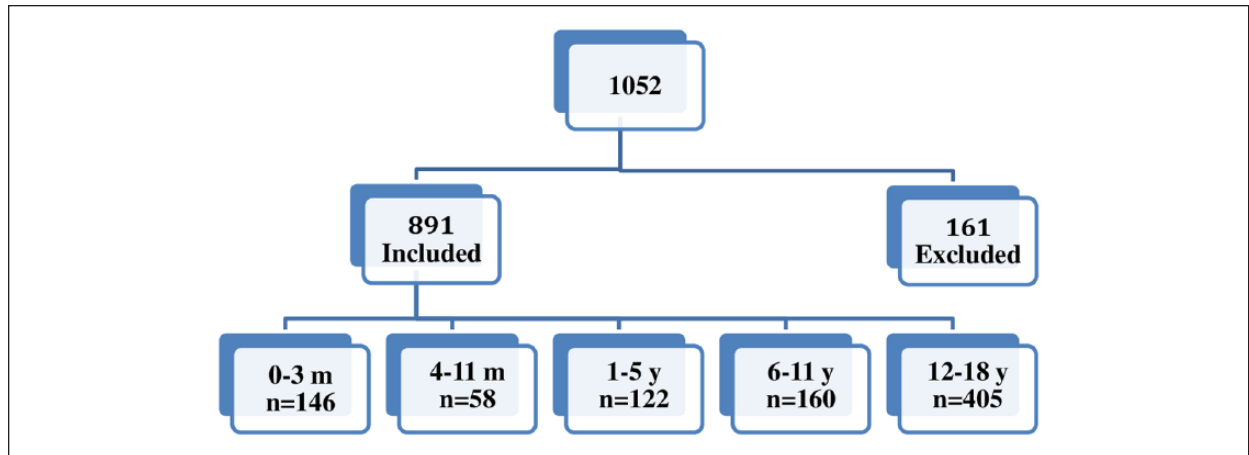 1052
891
Included
161
Excluded
0-3 m
n=146
4-11 m
n=58
1-5 y
n=122
6-11 y
n=160
12-18 y
n=405